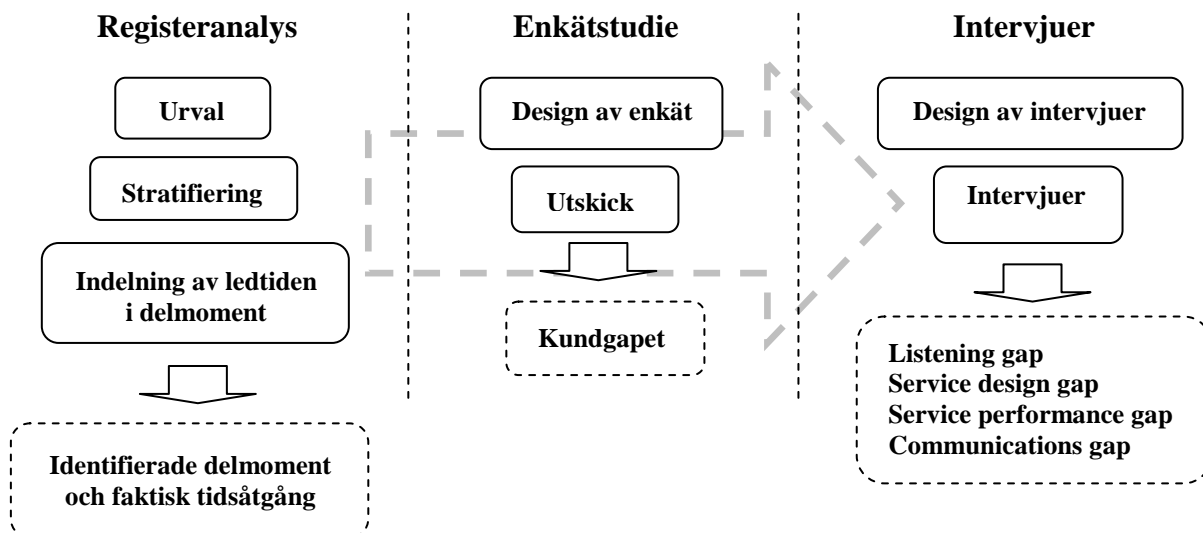 Registeranalys
Urval
Stratifiering
Indelning av ledtiden
i delmoment
Identifierade delmoment
och faktisk tidsåtgång
Enkätstudie
Design av enkät
Utskick
Kundgapet
Intervjuer
Design av intervjuer
Intervjuer
Listening gap
Service design gap
Service performance gap
Communications gap